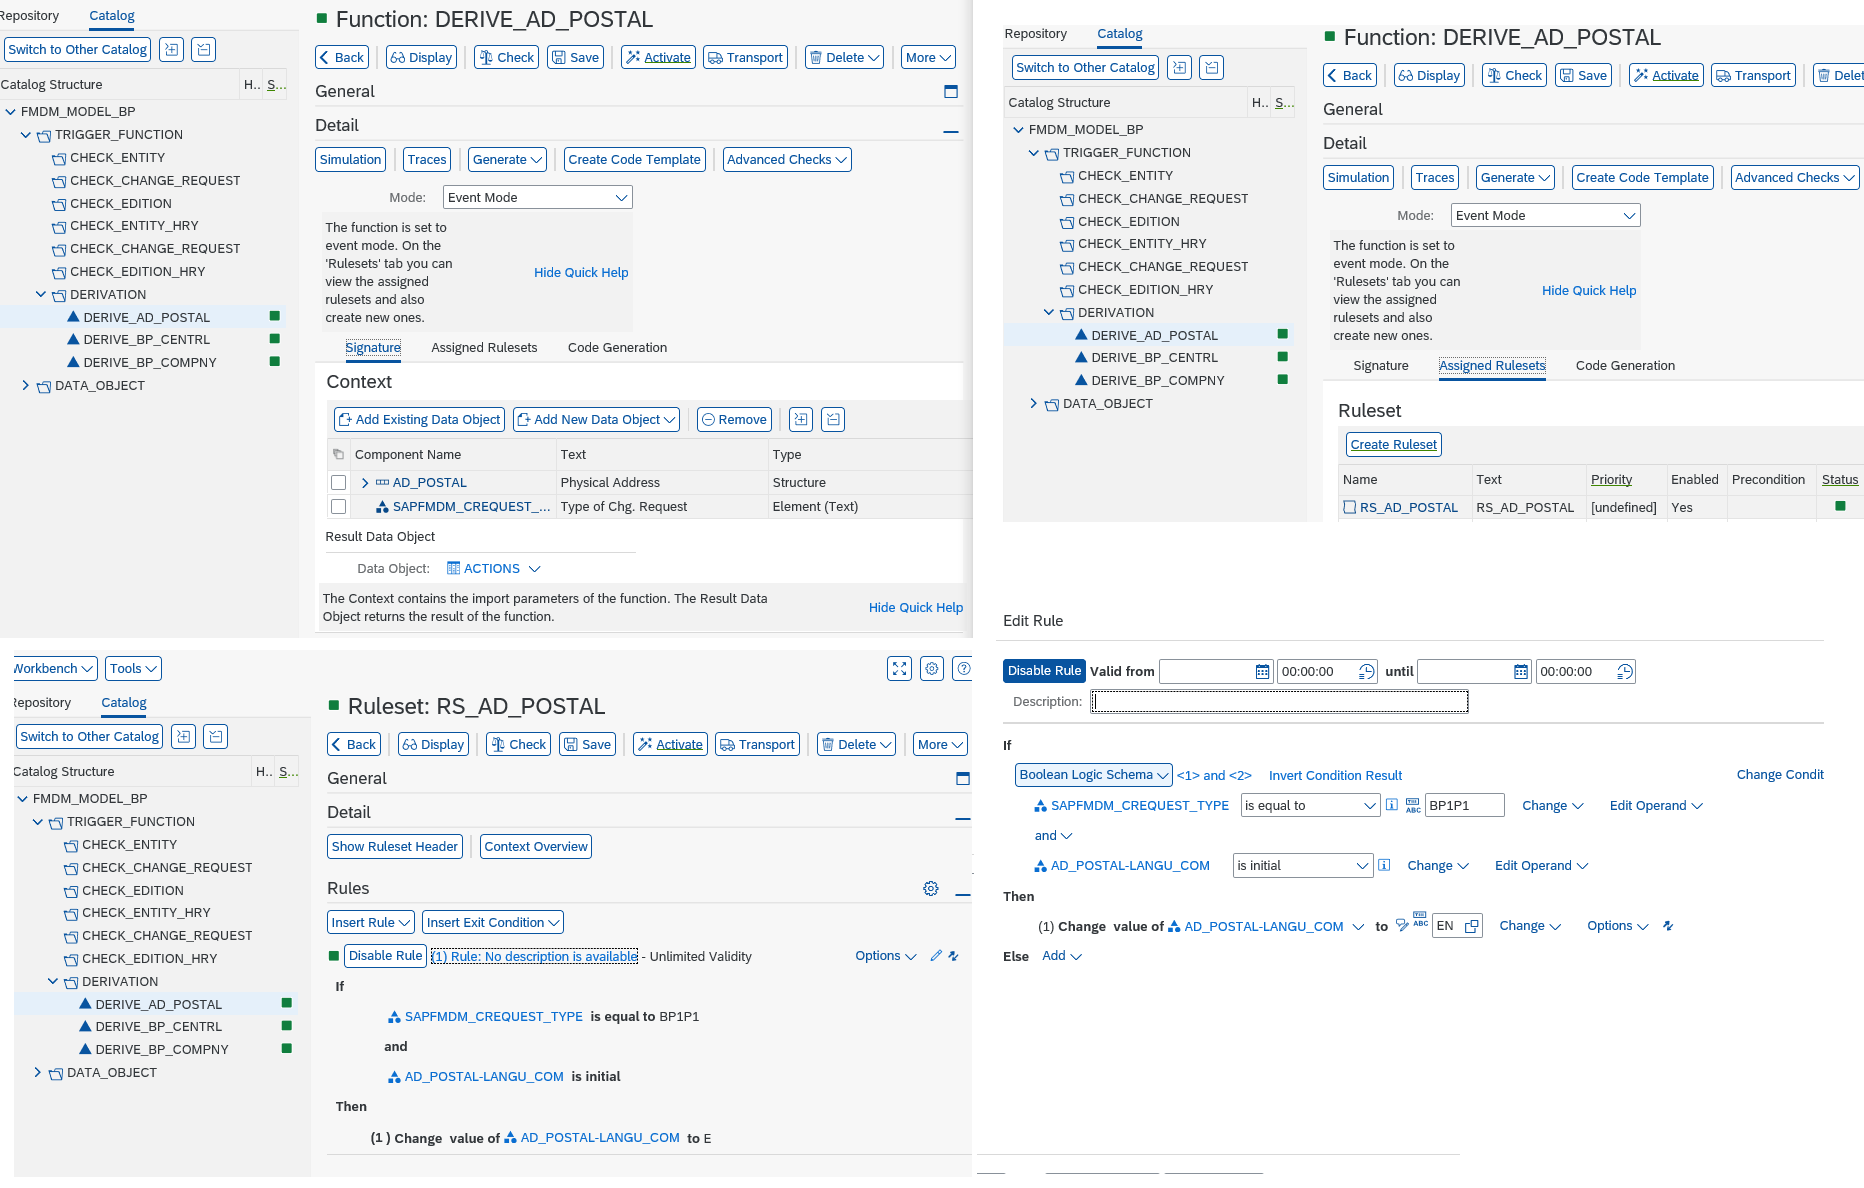 Repository Catalog
Switch to Other Catalog
Catalog Structure H.. S...
FMDM_MODEL_BP
TRIGGER_FUNCTION
CHECK_ENTITY
CHECK_CHANGE_REQUEST
CHECK_EDITION
CHECK_ENTITY_HRY
CHECK_CHANGE_REQUEST
CHECK_EDITION_HRY
DERIVATION
DERIVE_AD_POSTAL
DERIVE_BP_CENTRL
DERIVE_BP_COMPNY
DATA_OBJECT
Function: DERIVE_AD_POSTAL
Back Display Check Save Activate Transport Delete More
General
Detail
Simulation Traces Generate Create Code Template Advanced Checks
Mode: Event Mode
The function is set to
event mode. On the
'Rulesets' tab you can
view the assigned
rulesets and also
create new ones.
Hide Quick Help
Signature Assigned Rulesets Code Generation
Context
Add Existing Data Object Add New Data Object Remove
Component Name Text Type
AD_POSTAL Physical Address Structure
SAPFMDM_CREQUEST_... Type of Chg. Request Element (Text)
Result Data Object
Data Object: ACTIONS
The Context contains the import parameters of the function. The Result Data
Object returns the result of the function.
Hide Quick Help
Repository Catalog
Switch to Other Catalog
Catalog Structure H.. S...
FMDM_MODEL_BP
TRIGGER_FUNCTION
CHECK_ENTITY
CHECK_CHANGE_REQUEST
CHECK_EDITION
CHECK_ENTITY_HRY
CHECK_CHANGE_REQUEST
CHECK_EDITION_HRY
DERIVATION
DERIVE_AD_POSTAL
DERIVE_BP_CENTRL
DERIVE_BP_COMPNY
DATA_OBJECT
Function: DERIVE_AD_POSTAL
Back Display Check Save Activate Transport Delet
General
Detail
Simulation Traces Generate Create Code Template Advanced Checks
Mode: Event Mode
The function is set to
event mode. On the
'Rulesets' tab you can
view the assigned
rulesets and also
create new ones.
Hide Quick Help
Signature Assigned Rulesets Code Generation
Ruleset
Create Ruleset
Name Text Priority Enabled Precondition Status
RS_AD_POSTAL RS_AD_POSTAL [undefined] Yes
Workbench Tools
Repository Catalog
Switch to Other Catalog
Catalog Structure H.. S...
FMDM_MODEL_BP
TRIGGER_FUNCTION
CHECK_ENTITY
CHECK_CHANGE_REQUEST
CHECK_EDITION
CHECK_ENTITY_HRY
CHECK_CHANGE_REQUEST
CHECK_EDITION_HRY
DERIVATION
DERIVE_AD_POSTAL
DERIVE_BP_CENTRL
DERIVE_BP_COMPNY
DATA_OBJECT
Ruleset: RS_AD_POSTAL
Back Display Check Save Activate Transport Delete More
General
Detail
Show Ruleset Header Context Overview
Rules
Insert Rule Insert Exit Condition
Disable Rule (1) Rule: No description is available - Unlimited Validity Options
If
SAPFMDM_CREQUEST_TYPE is equal to BP1P1
and
AD_POSTAL-LANGU_COM is initial
Then
(1 ) Change value of AD_POSTAL-LANGU_COM to E
Edit Rule
Disable Rule Valid from 00:00:00 until 00:00:00
Description:
If
Boolean Logic Schema <1> and <2> Invert Condition Result Change Condit
SAPFMDM_CREQUEST_TYPE is equal to ABC BP1P1 Change Edit Operand
and
AD_POSTAL-LANGU_COM is initial Change Edit Operand
Then
(1) Change value of AD_POSTAL-LANGU_COM to ABC EN Change Options
Else Add